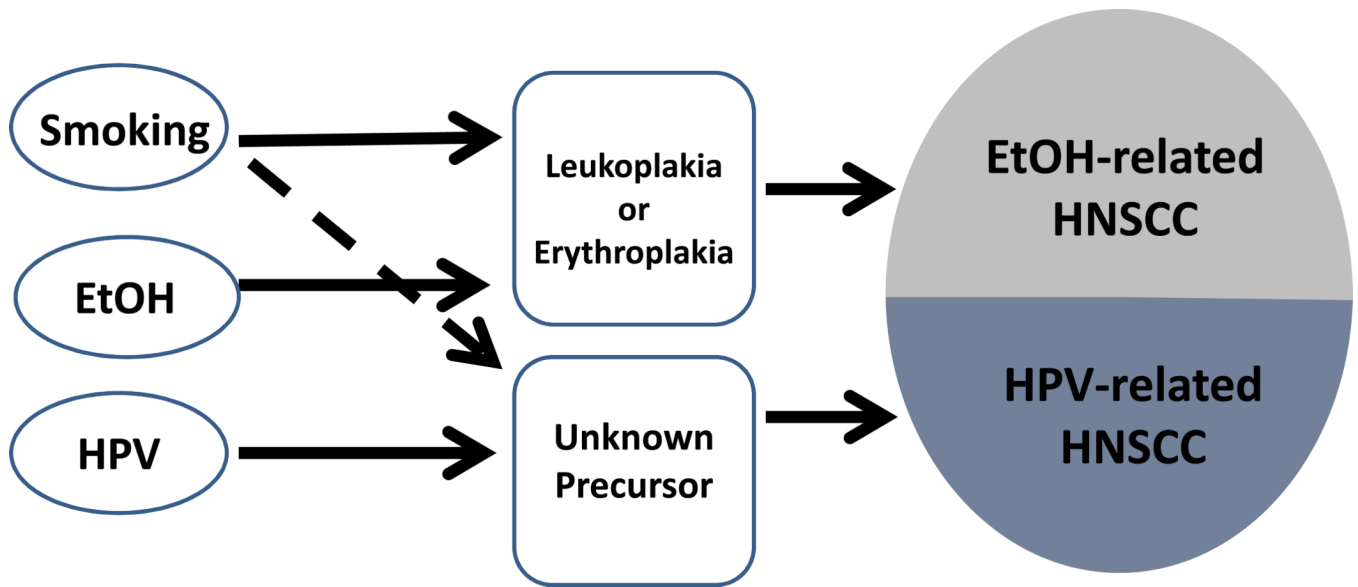 Smoking
EtOH
HPV
Leukoplakia
or
Erythroplakia
Unknown
Precursor
EtOH-related
HNSCC
HPV-related
HNSCC